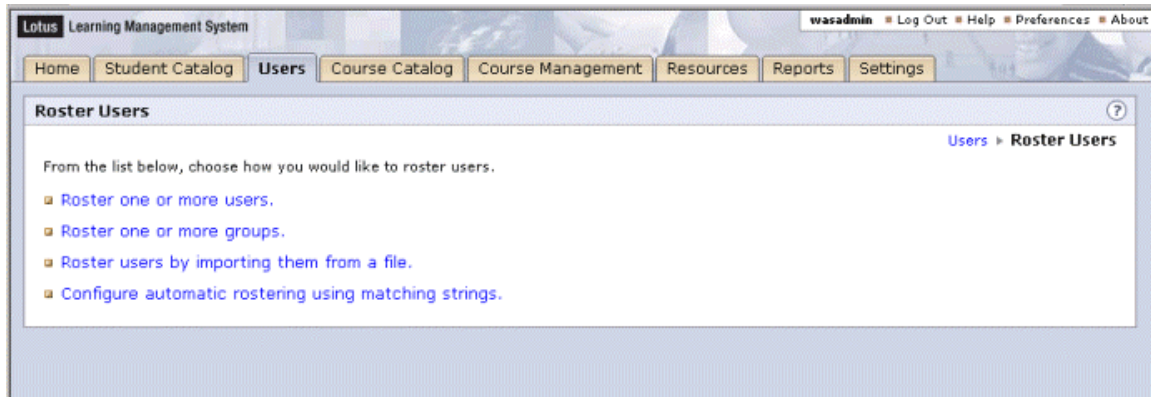 Lotus Learning Management System
wasadmin Log Out Help Preferences About
Home Student Catalog Users Course Catalog Course Management Resources Reports Settings
Roster Users ?
Users Roster Users
From the list below, choose how you would like to roster users.
Roster one or more users.
Roster one or more groups.
Roster users by importing them from a file.
Configure automatic rostering using matching strings.